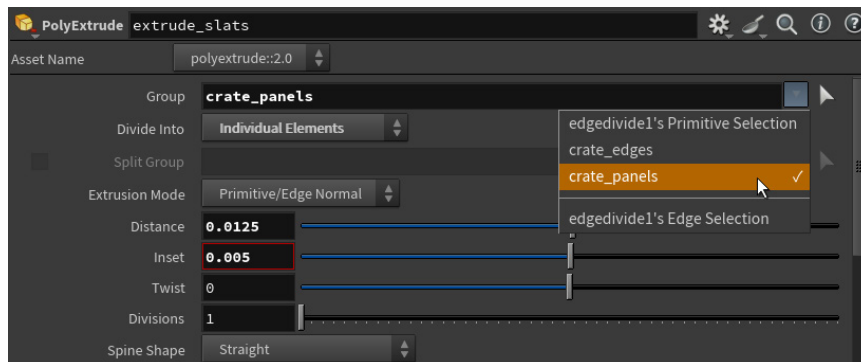 PolyExtrude extrude_slats
Asset Name polyextrude::2.0
Group crate_panels
edgedivide1's Primitive Selection
crate_edges
crate_panels
edgedivide1's Edge Selection
Divide Into Individual Elements
Split Group
Extrusion Mode Primitive/Edge Normal
Distance 0.0125
Inset 0.005
Twist 0
Divisions 1
Spine Shape Straight